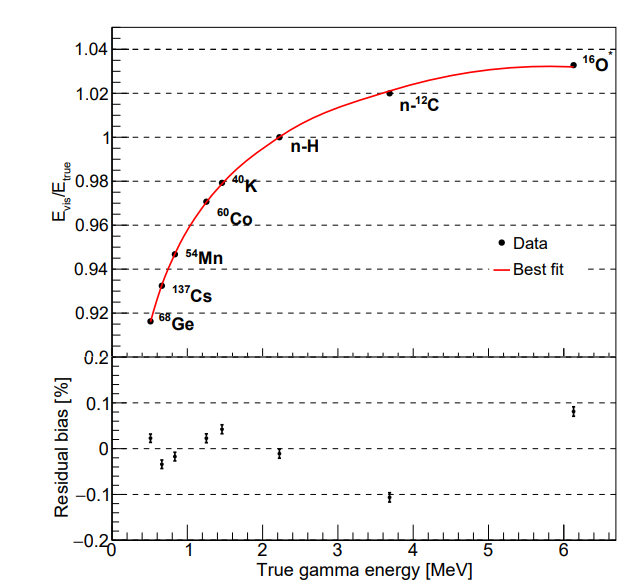 1.04
1.02
1
0.98
0.96
0.94
0.92
E_vis/E_true
¹⁶O*
n-¹²C
n-H
⁴⁰K
⁶⁰Co
⁵⁴Mn
¹³⁷Cs
⁶⁸Ge
Data
Best fit
0.2
0.1
0
−0.1
−0.2
Residual bias [%]
0 1 2 3 4 5 6
True gamma energy [MeV]